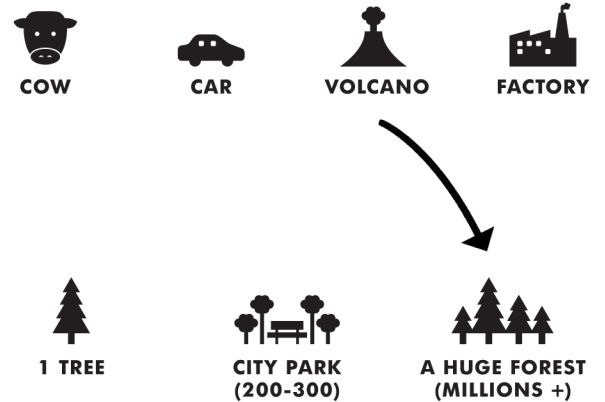 COW
CAR
VOLCANO
FACTORY
1 TREE
CITY PARK
(200-300)
A HUGE FOREST
(MILLIONS +)